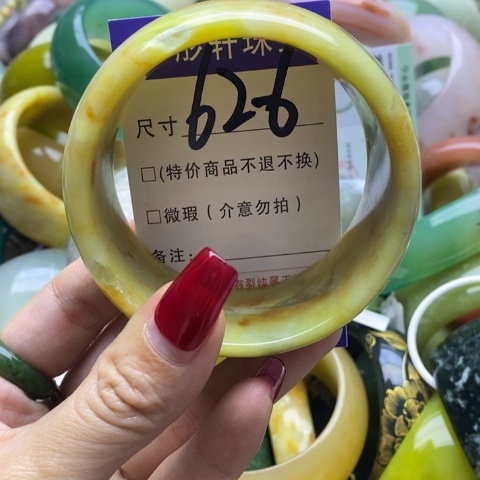 轩珠
尺寸 626
□(特价商品不退不换)
□微瑕（介意勿拍）
备注: